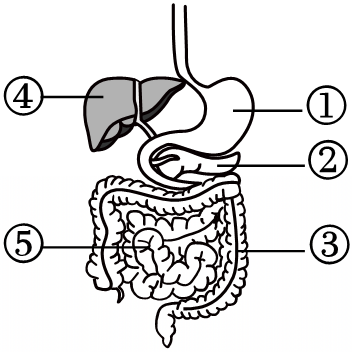 ④ ①
②
⑤ ③